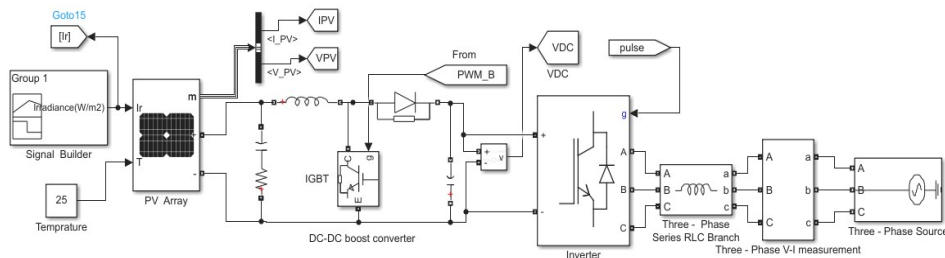 Goto15
[Ir]
IPV
<I_PV>
VPV
<V_PV>
Group 1
Irradiance(W/m2)
Signal Builder
Ir
T
m
+
-
PV Array
25
Temprature
From
PWM_B
IGBT
C
g
E
DC-DC boost converter
+
-
v
VDC
VDC
pulse
g
+
-
A
B
C
Inverter
A
B
C
a
b
c
Three - Phase
Series RLC Branch
A
B
C
a
b
c
Three - Phase V-I measurement
A
B
C
Three - Phase Source